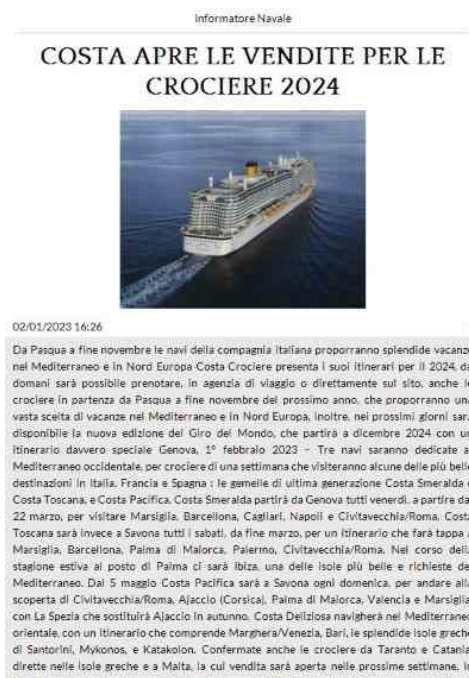 Informatore Navale
COSTA APRE LE VENDITE PER LE
CROCIERE 2024
02/01/2023 16:26
Da Pasqua a fine novembre le navi della compagnia italiana proporranno splendide vacanze
nel Mediterraneo e in Nord Europa Costa Crociere presenta i suoi itinerari per il 2024, da
domani sarà possibile prenotare, in agenzia di viaggio o direttamente sul sito, anche le
crociere in partenza da Pasqua a fine novembre del prossimo anno, che proporranno una
vasta scelta di vacanze nel Mediterraneo e in Nord Europa, inoltre, nei prossimi giorni sar
disponibile la nuova edizione del Giro del Mondo, che partirà a dicembre 2024 con un
itinerario davvero speciale Genova, 1° febbraio 2023 – Tre navi saranno dedicate a
Mediterraneo occidentale, per crociere di una settimana che visiteranno alcune delle più belle
destinazioni in Italia, Francia e Spagna : le gemelle di ultima generazione Costa Smeralda e
Costa Toscana, e Costa Pacifica. Costa Smeralda partirà da Genova tutti venerdì, a partire da
22 marzo, per visitare Marsiglia, Barcellona, Cagliari, Napoli e Civitavecchia/Roma. Costa
Toscana sarà invece a Savona tutti i sabati, da fine marzo, per un itinerario che farà tappa a
Marsiglia, Barcellona, Palma di Maiorca, Palermo, Civitavecchia/Roma. Nel corso della
stagione estiva al posto di Palma ci sarà Ibiza, una delle isole più belle e richieste del
Mediterraneo. Dal 5 maggio Costa Pacifica sarà a Savona ogni domenica, per andare alla
scoperta di Civitavecchia/Roma, Ajaccio (Corsica), Palma di Maiorca, Valencia e Marsiglia
con La Spezia che sostituirà Ajaccio in autunno. Costa Deliziosa navigherà nel Mediterraneo
orientale, con un itinerario che comprende Marghera/Venezia, Bari, le splendide isole greche
di Santorini, Mykonos, e Katakolon. Confermate anche le crociere da Taranto e Catania
dirette nelle isole greche e a Malta, la cui vendita sarà aperta nelle prossime settimane. In